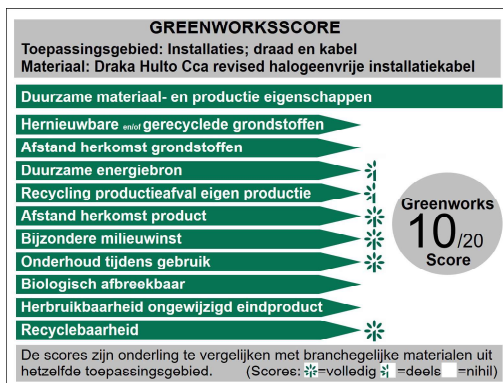 GREENWORKSSCORE
Toepassingsgebied: Installaties; draad en kabel
Materiaal: Draka Hulto Cca revised halogeenvrije installatiekabel
Duurzame materiaal- en productie eigenschappen
Hernieuwbare en/of gerecyclede grondstoffen
Afstand herkomst grondstoffen
Duurzame energiebron
Recycling productieafval eigen productie
Afstand herkomst product
Bijzondere milieuwinst
Onderhoud tijdens gebruik
Biologisch afbreekbaar
Herbruikbaarheid ongewijzigd eindproduct
Recyclebaarheid
Greenworks
10/20
Score
De scores zijn onderling te vergelijken met branchegelijke materialen uit
hetzelfde toepassingsgebied. (Scores: =volledig =deels =nihil)